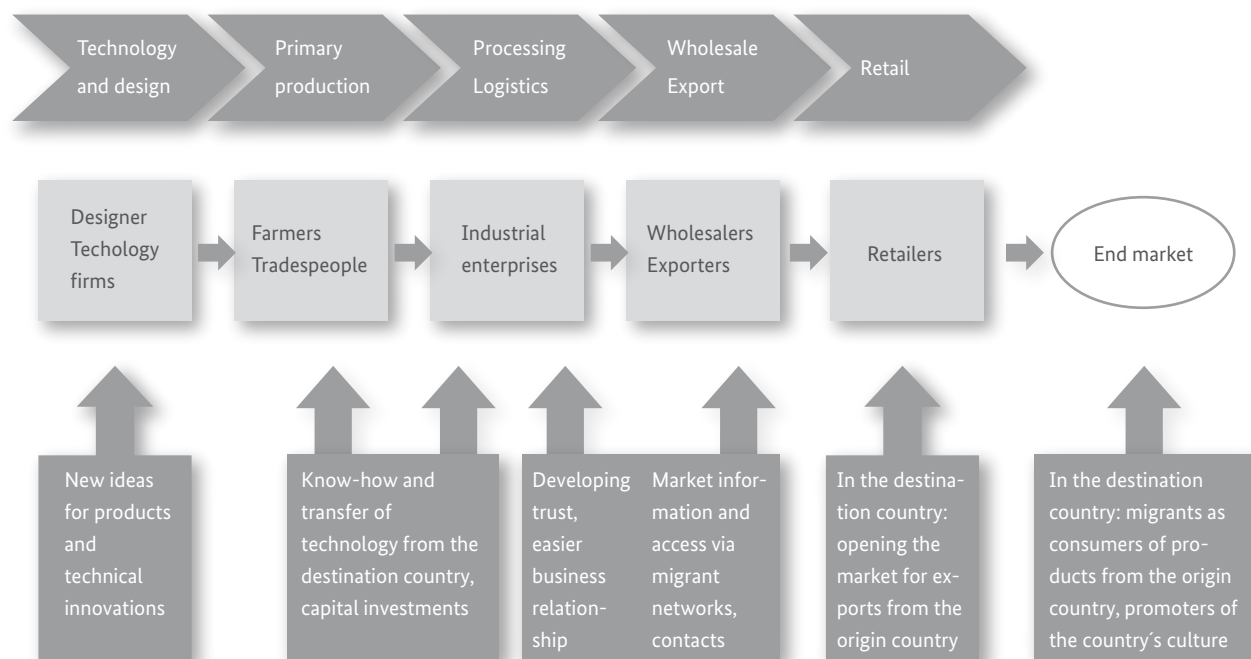 Technology
and design
Primary
production
Processing
Logistics
Wholesale
Export
Retail
Designer
Techology
firms
Farmers
Tradespeople
Industrial
enterprises
Wholesalers
Exporters
Retailers
End market
New ideas
for products
and
technical
innovations
Know-how and
transfer of
technology from the
destination country,
capital investments
Developing
trust,
easier
business
relation-
ship
Market infor-
mation and
access via
migrant
networks,
contacts
In the destina-
tion country:
opening the
market for ex-
ports from the
origin country
In the destination
country: migrants as
consumers of pro-
ducts from the origin
country, promoters of
the country´s culture